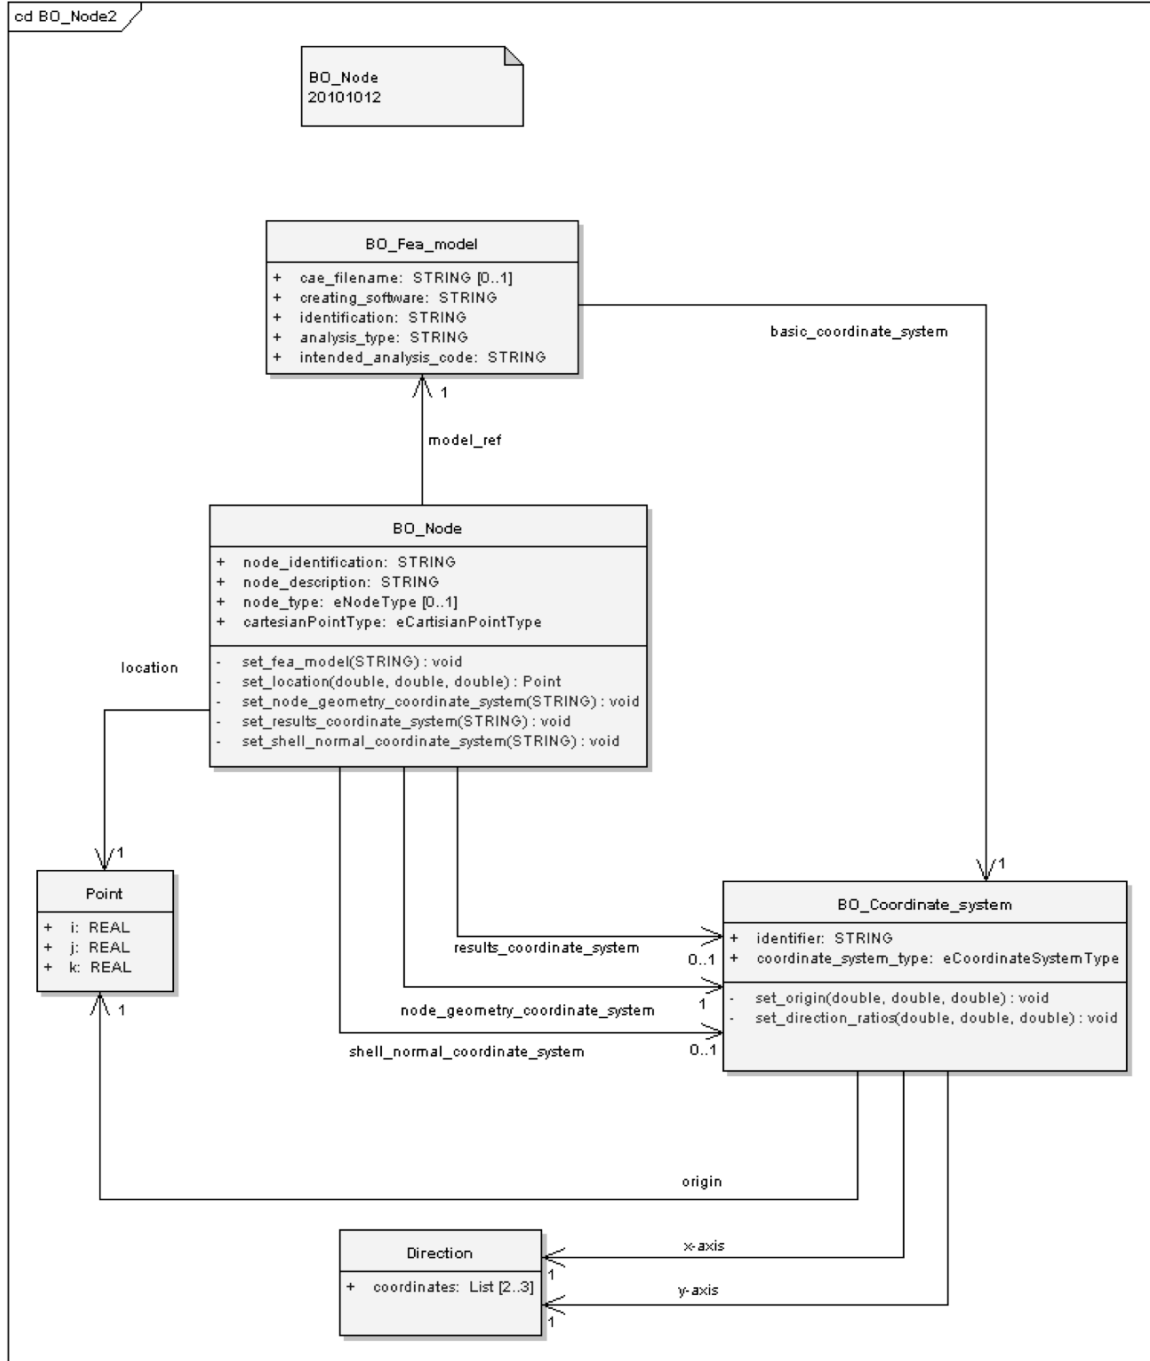 cd BO_Node2
BO_Node
20101012
BO_Fea_model
+ cae_filename: STRING [0..1]
+ creating_software: STRING
+ identification: STRING
+ analysis_type: STRING
+ intended_analysis_code: STRING
basic_coordinate_system
1
model_ref
BO_Node
+ node_identification: STRING
+ node_description: STRING
+ node_type: eNodeType [0..1]
+ cartesianPointType: eCartisianPointType
- set_fea_model(STRING) : void
- set_location(double, double, double) : Point
- set_node_geometry_coordinate_system(STRING) : void
- set_results_coordinate_system(STRING) : void
- set_shell_normal_coordinate_system(STRING) : void
location
1
1
Point
+ i: REAL
+ j: REAL
+ k: REAL
1
BO_Coordinate_system
+ identifier: STRING
+ coordinate_system_type: eCoordinateSystemType
- set_origin(double, double, double) : void
- set_direction_ratios(double, double, double) : void
results_coordinate_system
0..1
node_geometry_coordinate_system
1
shell_normal_coordinate_system
0..1
origin
Direction
+ coordinates: List [2..3]
x-axis
1
y-axis
1